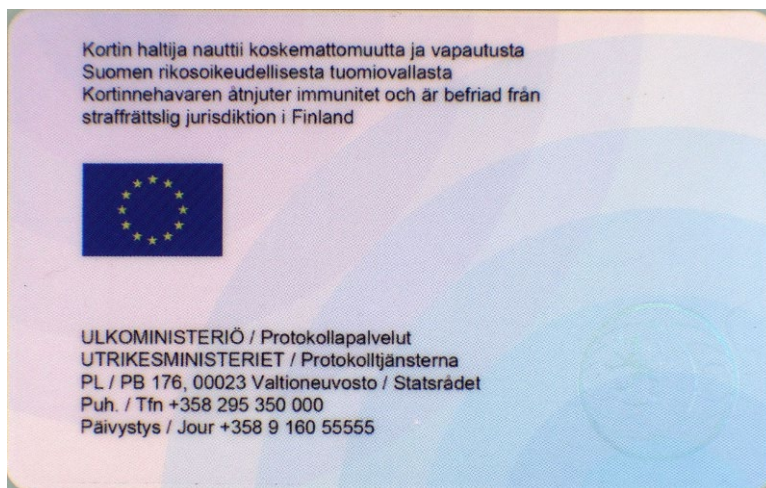 Kortin haltija nauttii koskemattomuutta ja vapautusta
Suomen rikosoikeudellisesta tuomiovallasta
Kortinnehavaren åtnjuter immunitet och är befriad från
straffrättslig jurisdiktion i Finland
ULKOMINISTERIÖ / Protokollapalvelut
UTRIKESMINISTERIET / Protokolltjänsterna
PL / PB 176, 00023 Valtioneuvosto / Statsrådet
Puh. / Tfn +358 295 350 000
Päivystys / Jour +358 9 160 55555